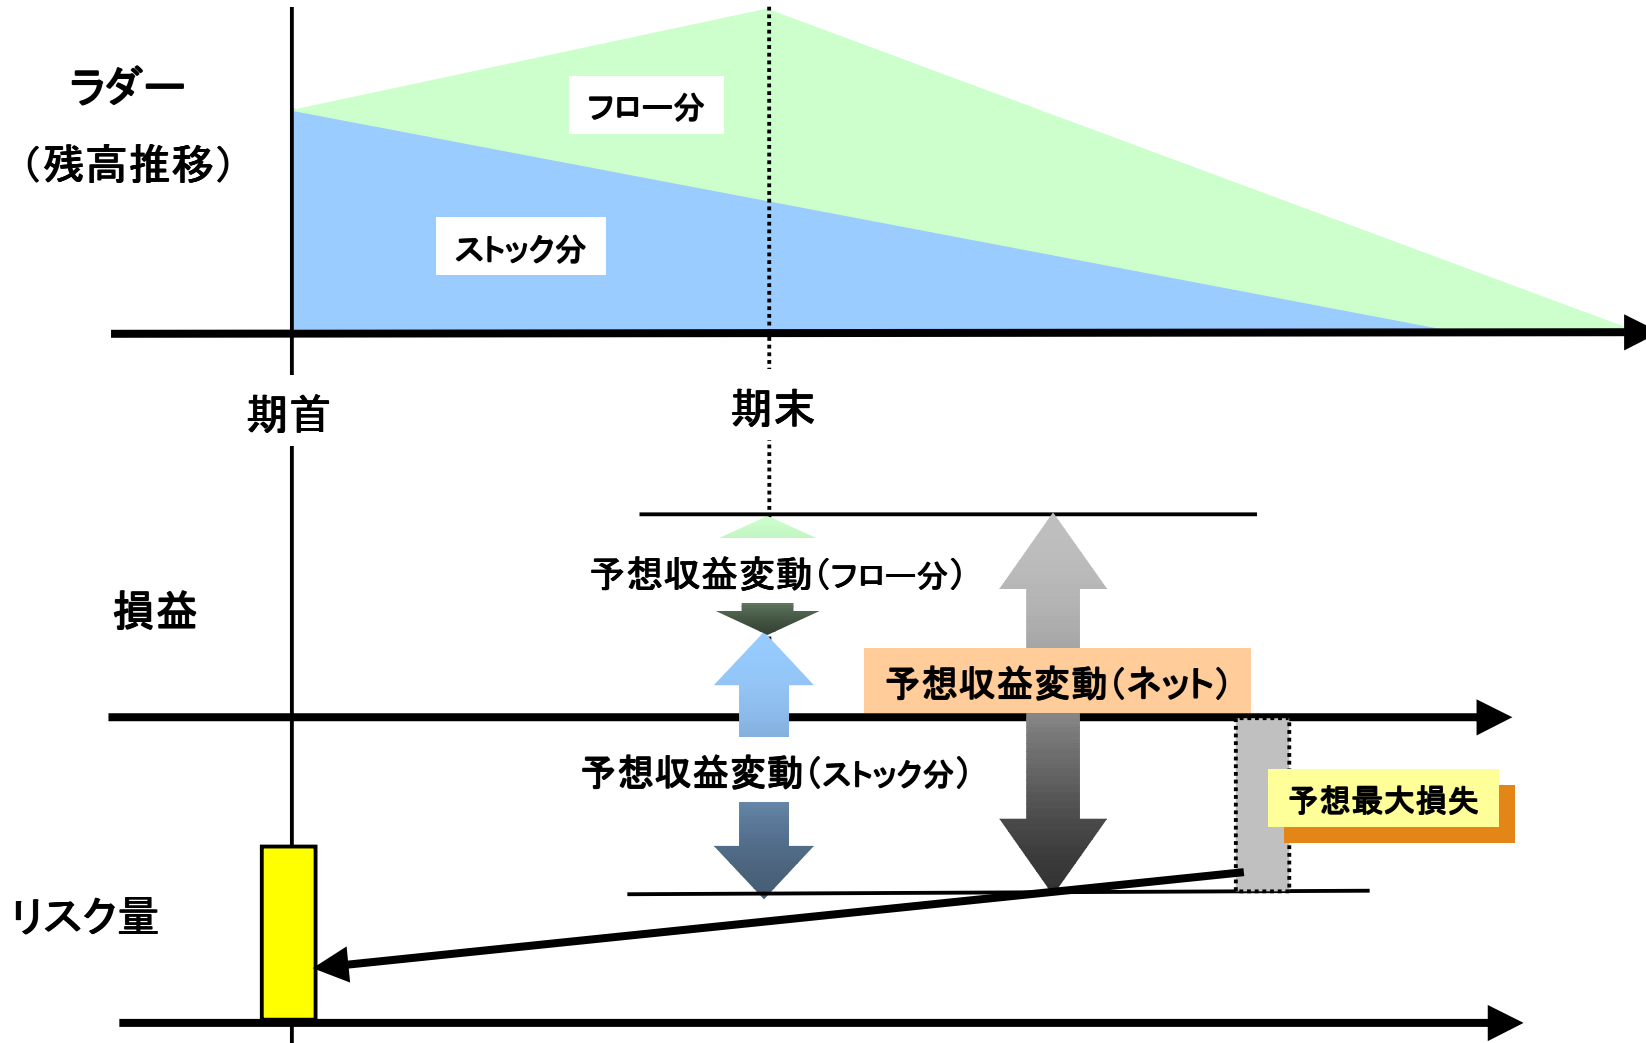 ラダー
（残高推移）
フロー分
ストック分
期首
期末
予想収益変動（フロー分）
損益
予想収益変動（ネット）
予想収益変動（ストック分）
予想最大損失
リスク量